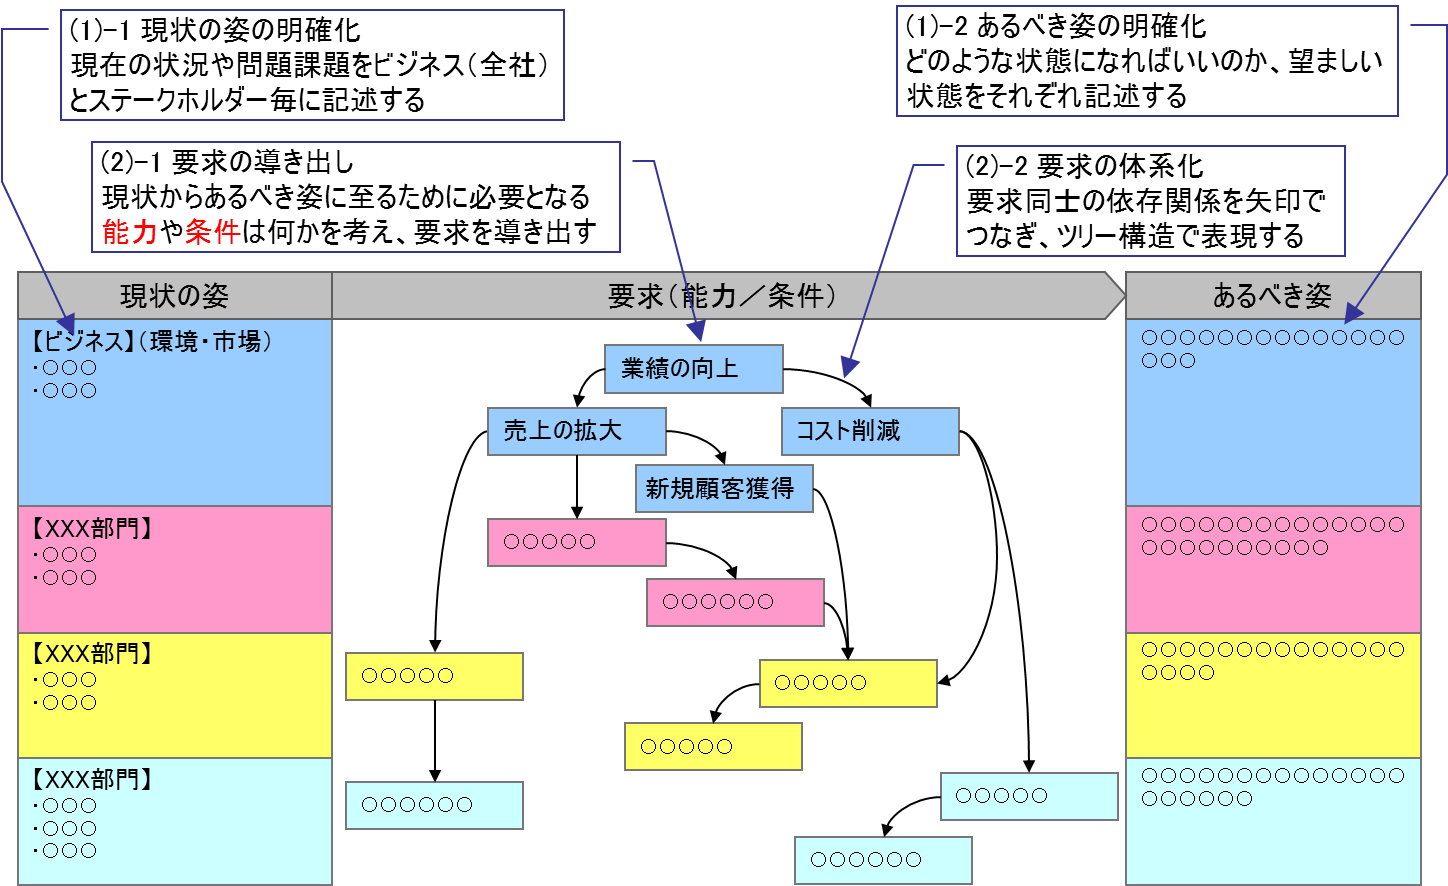 (1)-1 現状の姿の明確化
現在の状況や問題課題をビジネス（全社）
とステークホルダー毎に記述する
(1)-2 あるべき姿の明確化
どのような状態になればいいのか、望ましい
状態をそれぞれ記述する
(2)-1 要求の導き出し
現状からあるべき姿に至るために必要となる
能力や条件は何かを考え、要求を導き出す
(2)-2 要求の体系化
要求同士の依存関係を矢印で
つなぎ、ツリー構造で表現する
現状の姿
要求（能力／条件）
あるべき姿
【ビジネス】（環境・市場）
・○○○
・○○○
【XXX部門】
・○○○
・○○○
【XXX部門】
・○○○
・○○○
【XXX部門】
・○○○
・○○○
・○○○
業績の向上
売上の拡大
コスト削減
新規顧客獲得
○○○○○
○○○○○○
○○○○○
○○○○○
○○○○○
○○○○○
○○○○○○
○○○○○○
○○○○○○○○○○○○○○
○○○
○○○○○○○○○○○○○○
○○○○○○○○○○
○○○○○○○○○○○○○○
○○○○
○○○○○○○○○○○○○○
○○○○○○